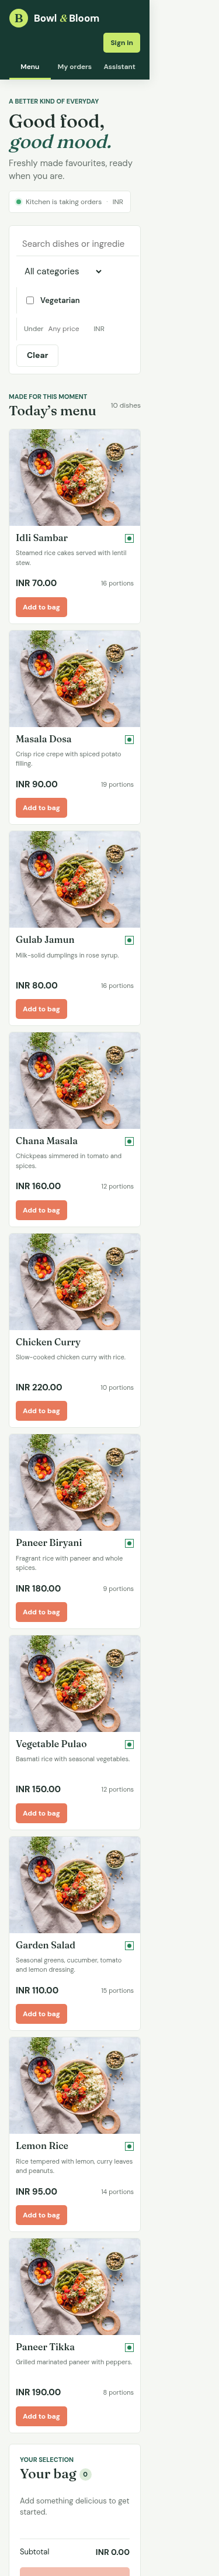 B Bowl & Bloom
Sign in
Menu My orders Assistant
A BETTER KIND OF EVERYDAY
Good food,
good mood.
Freshly made favourites, ready
when you are.
Kitchen is taking orders · INR
Search dishes or ingredie
All categories
Vegetarian
Under Any price INR
Clear
MADE FOR THIS MOMENT
Today's menu 10 dishes
Idli Sambar
Steamed rice cakes served with lentil
stew.
INR 70.00 16 portions
Add to bag
Masala Dosa
Crisp rice crepe with spiced potato
filling.
INR 90.00 19 portions
Add to bag
Gulab Jamun
Milk-solid dumplings in rose syrup.
INR 80.00 16 portions
Add to bag
Chana Masala
Chickpeas simmered in tomato and
spices.
INR 160.00 12 portions
Add to bag
Chicken Curry
Slow-cooked chicken curry with rice.
INR 220.00 10 portions
Add to bag
Paneer Biryani
Fragrant rice with paneer and whole
spices.
INR 180.00 9 portions
Add to bag
Vegetable Pulao
Basmati rice with seasonal vegetables.
INR 150.00 12 portions
Add to bag
Garden Salad
Seasonal greens, cucumber, tomato
and lemon dressing.
INR 110.00 15 portions
Add to bag
Lemon Rice
Rice tempered with lemon, curry leaves
and peanuts.
INR 95.00 14 portions
Add to bag
Paneer Tikka
Grilled marinated paneer with peppers.
INR 190.00 8 portions
Add to bag
YOUR SELECTION
Your bag 0
Add something delicious to get
started.
Subtotal INR 0.00